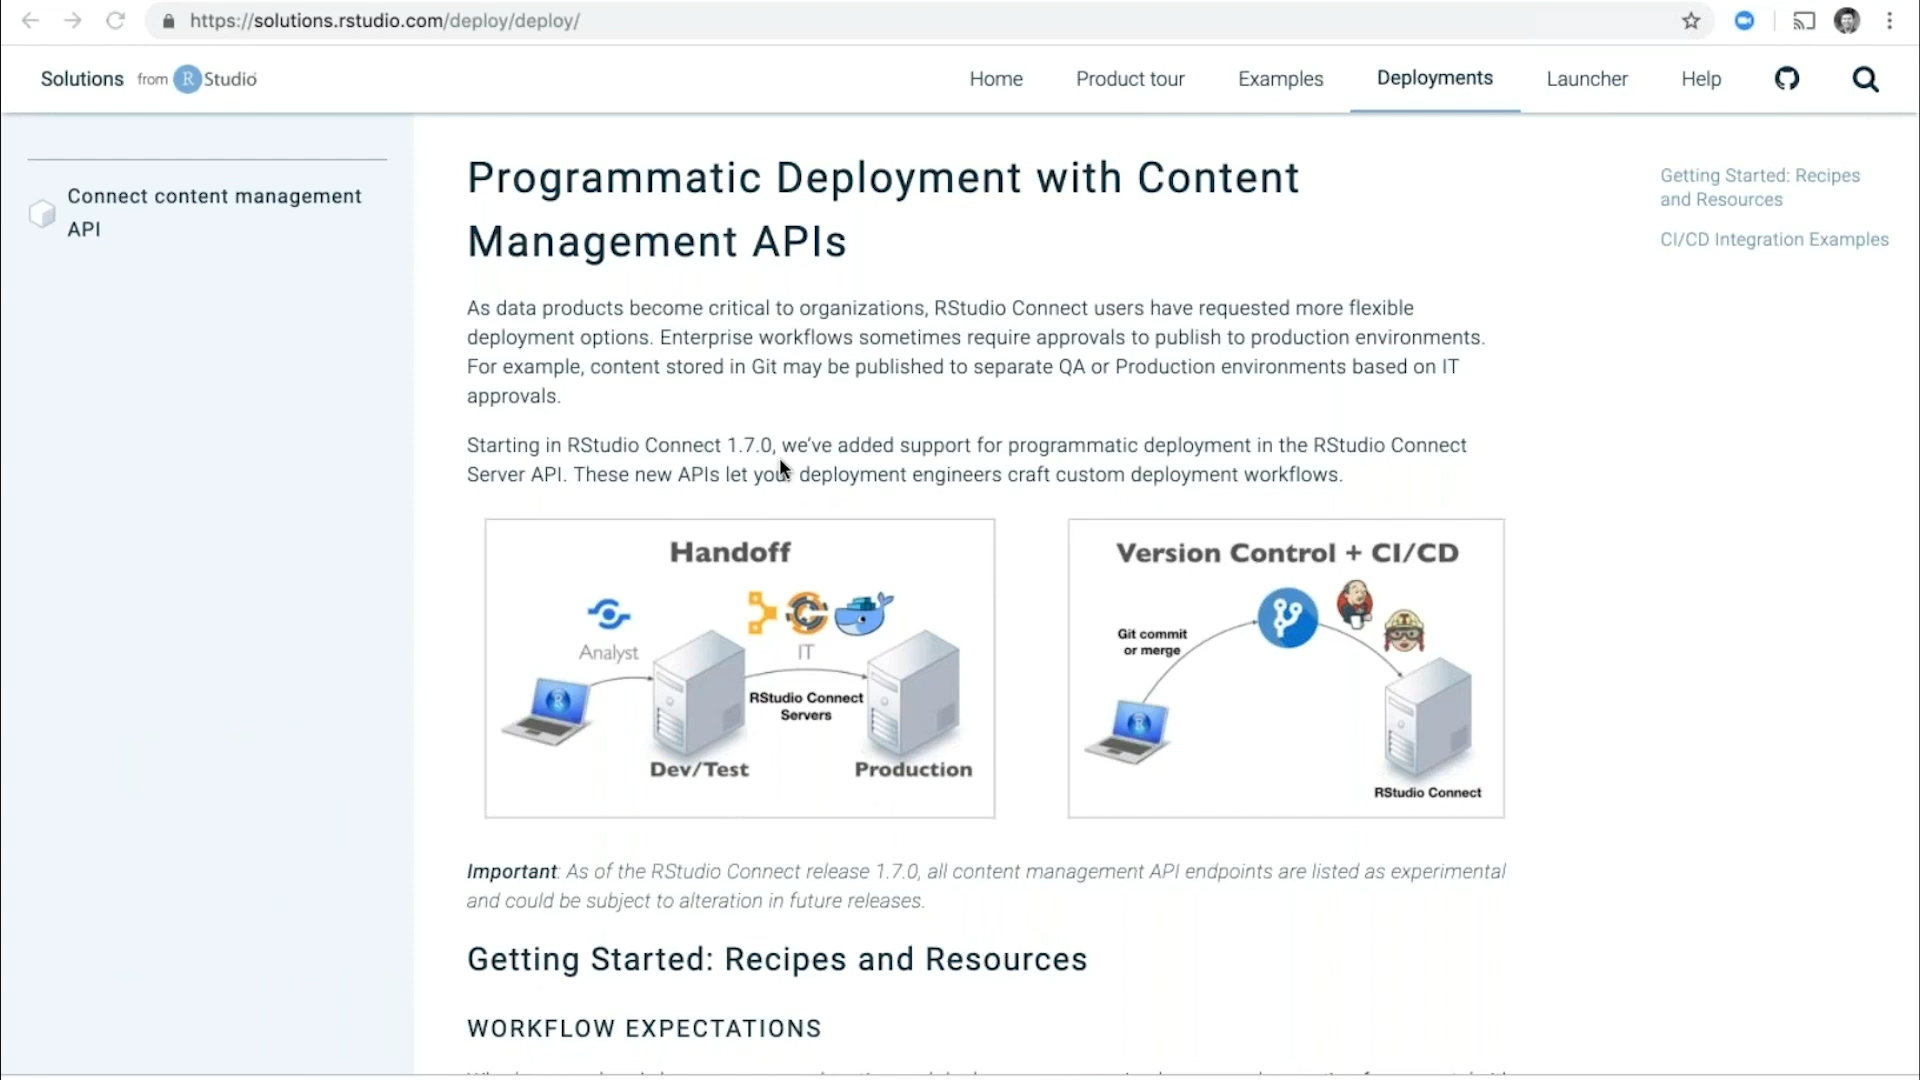 https://solutions.rstudio.com/deploy/deploy/
Solutions from R Studio
Home Product tour Examples Deployments Launcher Help
Connect content management
API
Programmatic Deployment with Content
Management APIs
As data products become critical to organizations, RStudio Connect users have requested more flexible
deployment options. Enterprise workflows sometimes require approvals to publish to production environments.
For example, content stored in Git may be published to separate QA or Production environments based on IT
approvals.
Starting in RStudio Connect 1.7.0, we've added support for programmatic deployment in the RStudio Connect
Server API. These new APIs let your deployment engineers craft custom deployment workflows.
Handoff
Analyst
IT
RStudio Connect
Servers
Dev/Test
Production
Version Control + CI/CD
Git commit
or merge
RStudio Connect
Important: As of the RStudio Connect release 1.7.0, all content management API endpoints are listed as experimental
and could be subject to alteration in future releases.
Getting Started: Recipes and Resources
WORKFLOW EXPECTATIONS
Getting Started: Recipes
and Resources
CI/CD Integration Examples